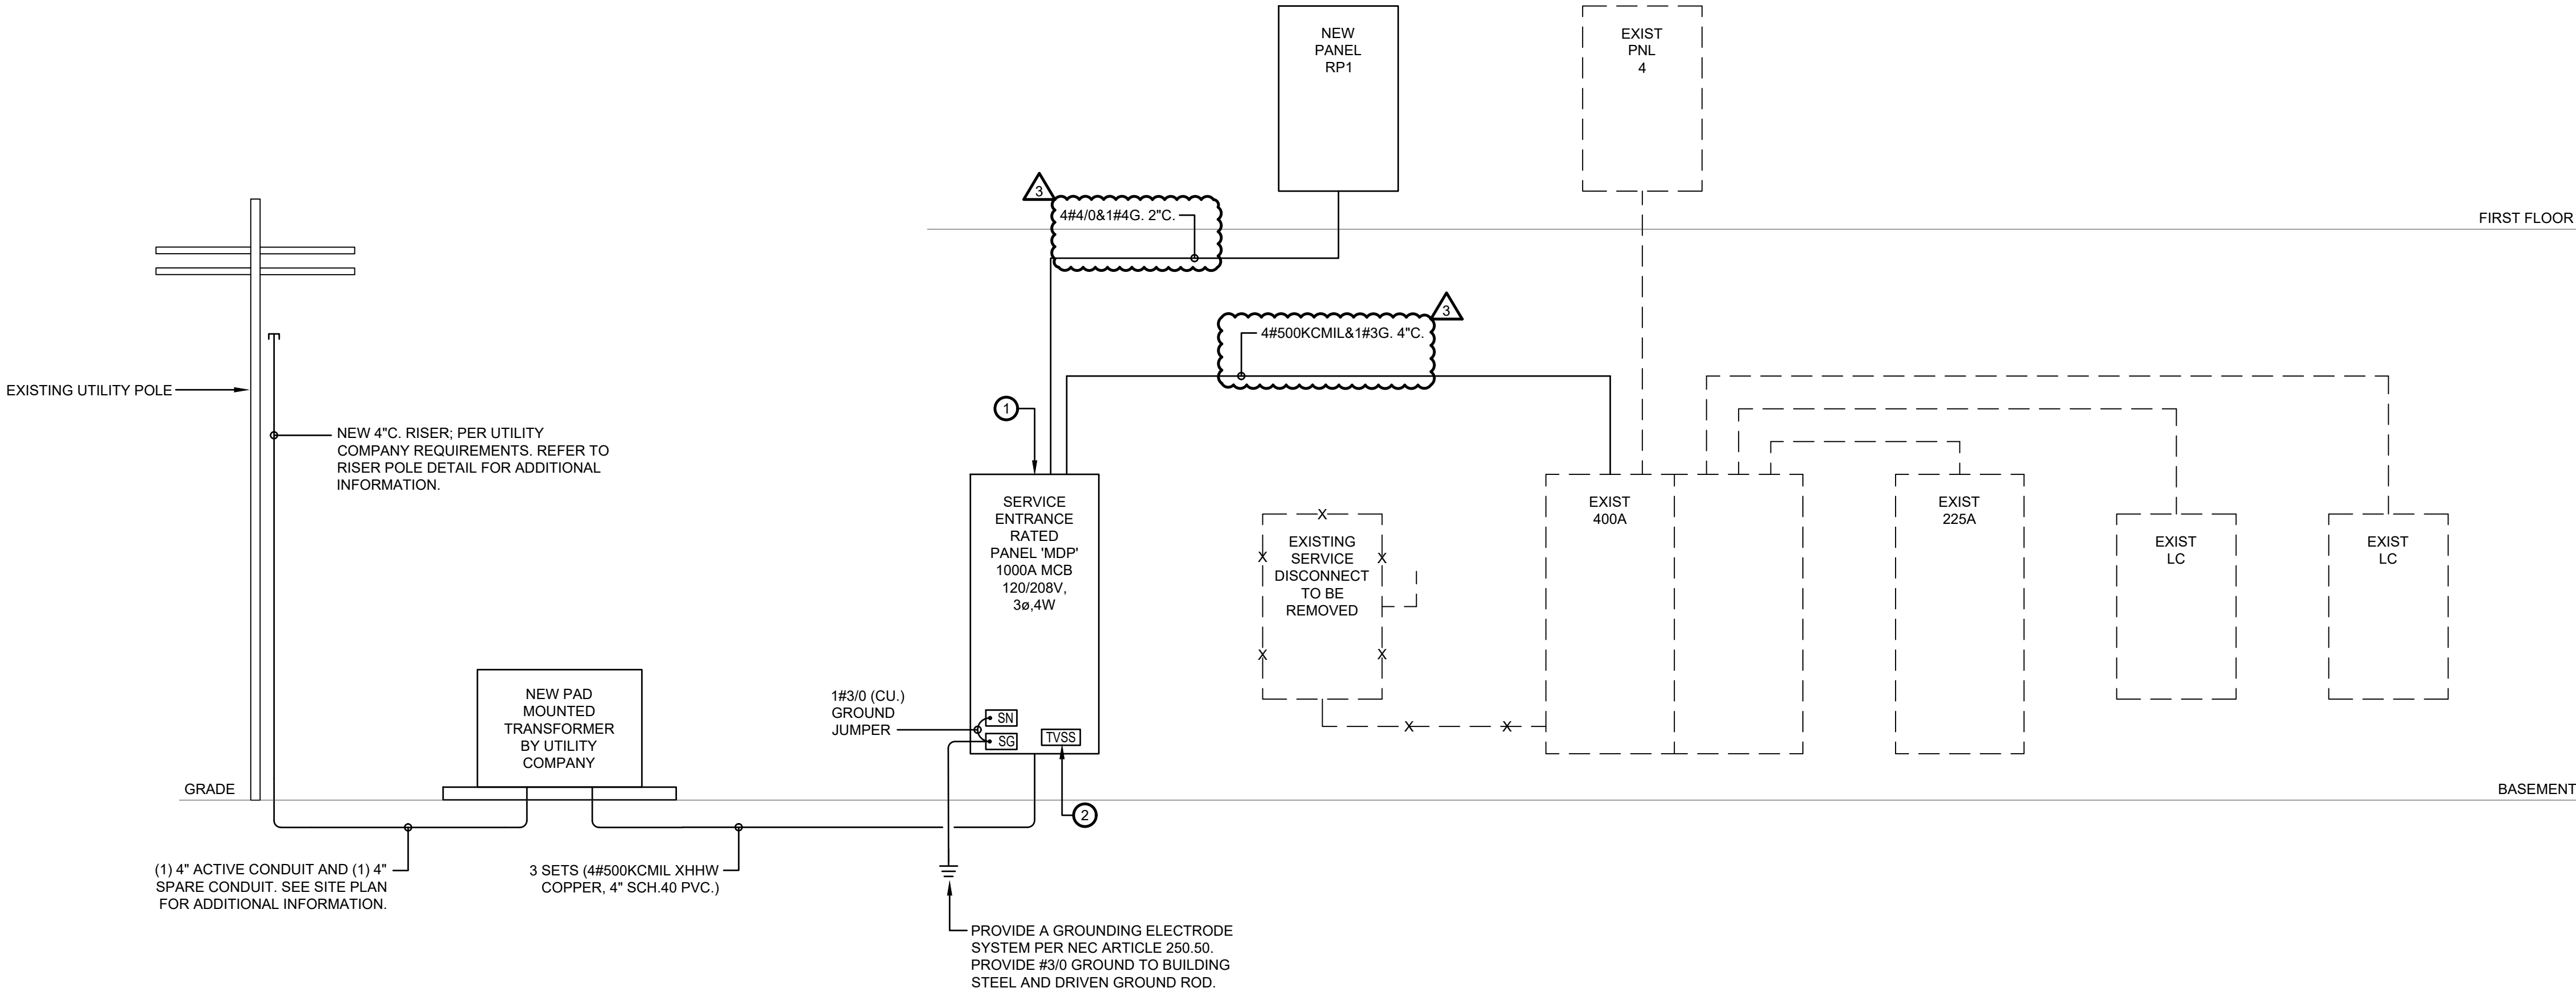 NEW
PANEL
RP1
EXIST
PNL
4
3
4#4/0&1#4G. 2"C.
FIRST FLOOR
3
4#500KCMIL&1#3G. 4"C.
EXISTING UTILITY POLE
1
NEW 4"C. RISER; PER UTILITY
COMPANY REQUIREMENTS. REFER TO
RISER POLE DETAIL FOR ADDITIONAL
INFORMATION.
SERVICE
ENTRANCE
RATED
PANEL 'MDP'
1000A MCB
120/208V,
3ø,4W
EXISTING
SERVICE
DISCONNECT
TO BE
REMOVED
X
X
X
X
X
X
X
EXIST
400A
EXIST
225A
EXIST
LC
EXIST
LC
NEW PAD
MOUNTED
TRANSFORMER
BY UTILITY
COMPANY
1#3/0 (CU.)
GROUND
JUMPER
SN
SG
TVSS
GRADE
BASEMENT
2
(1) 4" ACTIVE CONDUIT AND (1) 4"
SPARE CONDUIT. SEE SITE PLAN
FOR ADDITIONAL INFORMATION.
3 SETS (4#500KCMIL XHHW
COPPER, 4" SCH.40 PVC.)
PROVIDE A GROUNDING ELECTRODE
SYSTEM PER NEC ARTICLE 250.50.
PROVIDE #3/0 GROUND TO BUILDING
STEEL AND DRIVEN GROUND ROD.